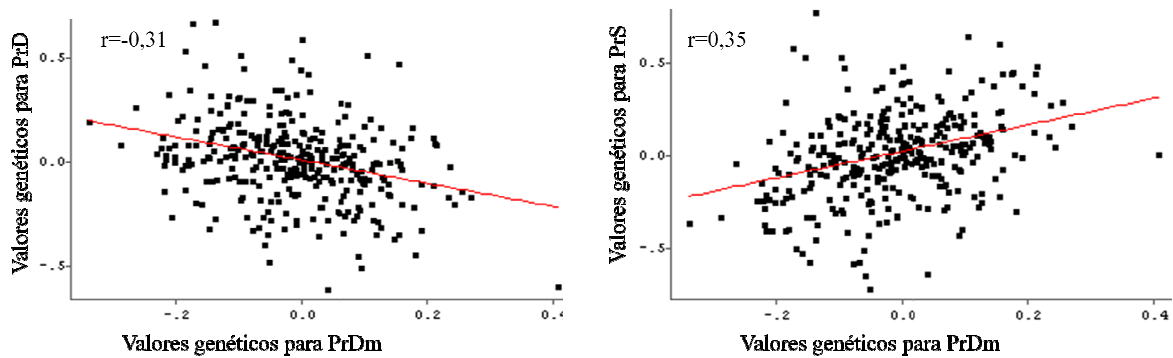 Valores genéticos para PrD
r=-0,31
0.5
0.0
-.5
-.2
0.0
0.2
0.4
Valores genéticos para PrDm
Valores genéticos para PrS
r=0,35
0.5
0.0
-.5
-.2
0.0
0.2
0.4
Valores genéticos para PrDm